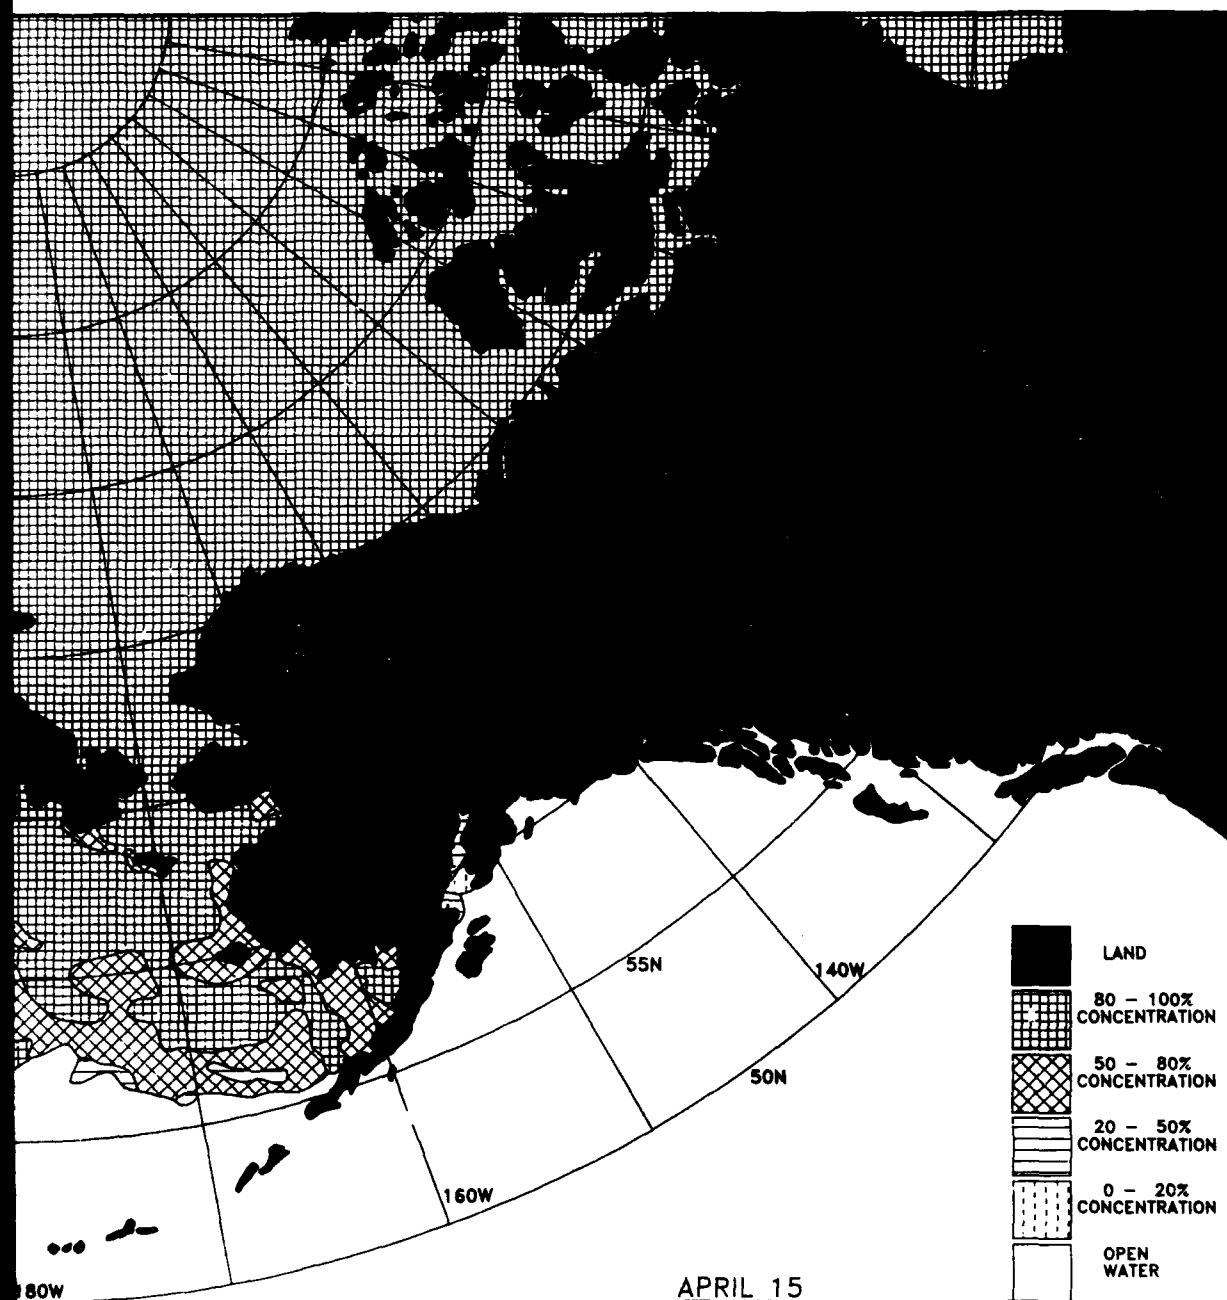 55N
140W
50N
160W
180W
LAND
80 - 100%
CONCENTRATION
50 - 80%
CONCENTRATION
20 - 50%
CONCENTRATION
0 - 20%
CONCENTRATION
OPEN
WATER
APRIL 15